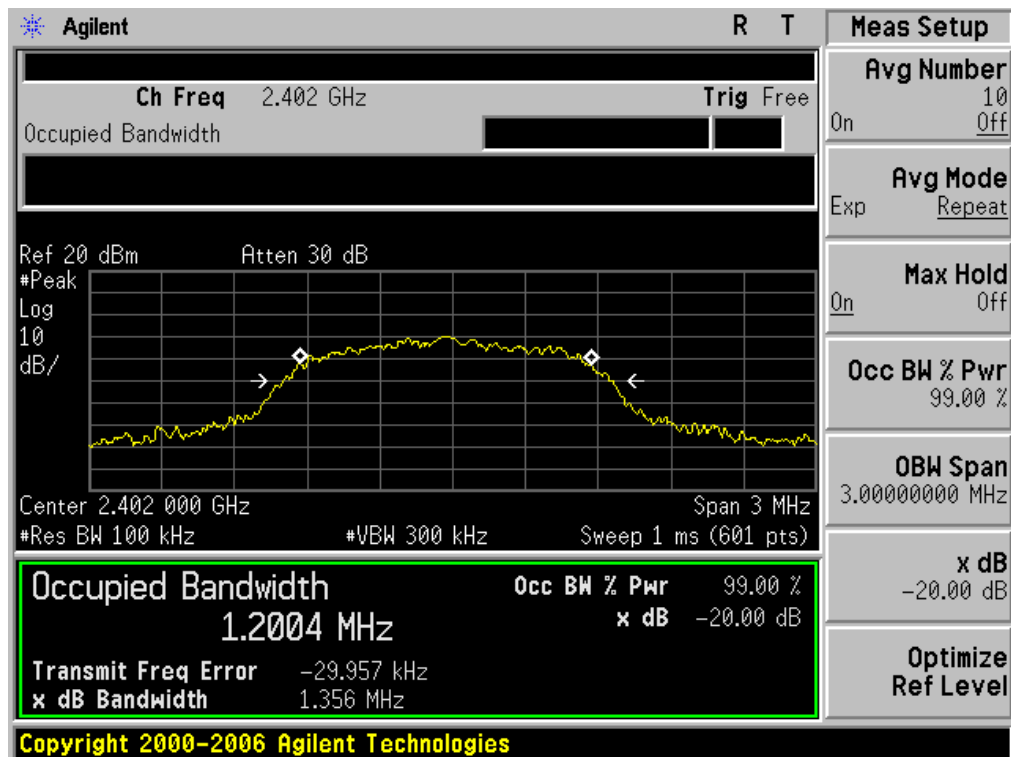 Agilent R T
Ch Freq 2.402 GHz Trig Free
Occupied Bandwidth
Ref 20 dBm Atten 30 dB
#Peak
Log
10
dB/
Center 2.402 000 GHz Span 3 MHz
#Res BW 100 kHz #VBW 300 kHz Sweep 1 ms (601 pts)
Occupied Bandwidth Occ BW % Pwr 99.00 %
1.2004 MHz x dB -20.00 dB
Transmit Freq Error -29.957 kHz
x dB Bandwidth 1.356 MHz
Copyright 2000-2006 Agilent Technologies
Meas Setup
Avg Number
10
On Off
Avg Mode
Exp Repeat
Max Hold
On Off
Occ BW % Pwr
99.00 %
OBW Span
3.00000000 MHz
x dB
-20.00 dB
Optimize
Ref Level